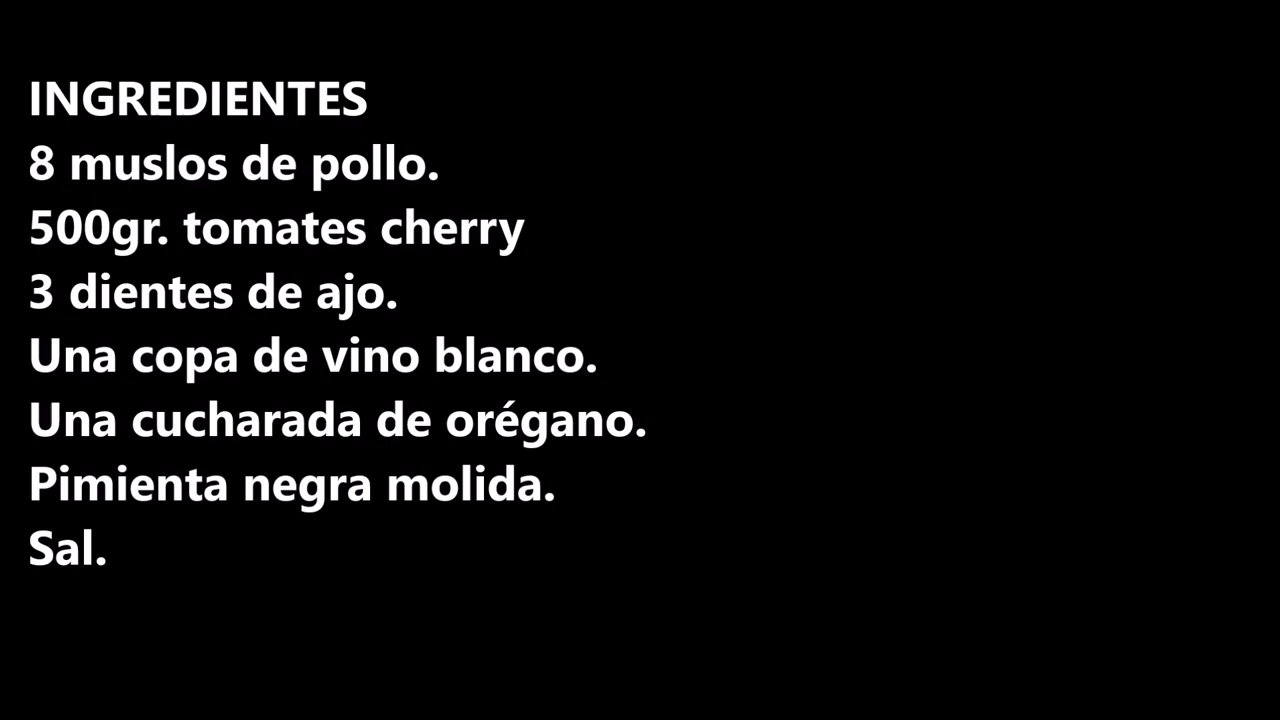 INGREDIENTES
8 muslos de pollo.
500gr. tomates cherry
3 dientes de ajo.
Una copa de vino blanco.
Una cucharada de orégano.
Pimienta negra molida.
Sal.